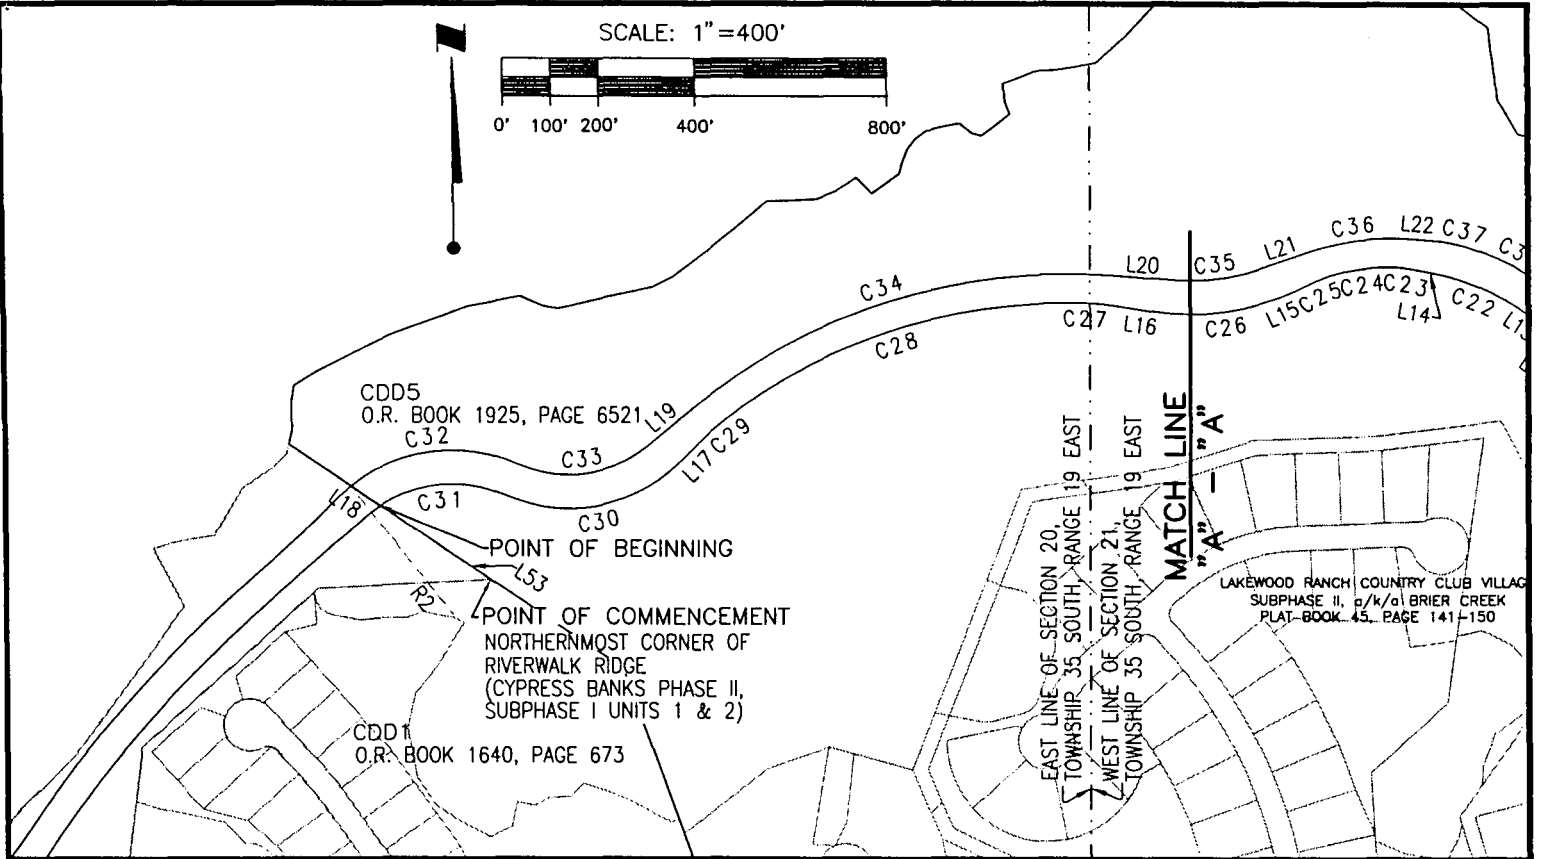 SCALE: 1"=400'
0' 100' 200' 400' 800'
C36 L22 C37
L20 C35 L21
C34
C27 L16 C26 L15 C25 C24 C23 L14 C22
C28
CDD5
O.R. BOOK 1925, PAGE 6521
L19
C32
C33
L17 C29
L18
C31
C30
POINT OF BEGINNING
L53
R2
POINT OF COMMENCEMENT
NORTHERNMOST CORNER OF
RIVERWALK RIDGE
(CYPRESS BANKS PHASE II,
SUBPHASE I UNITS 1 & 2)
CDD1
O.R. BOOK 1640, PAGE 673
EAST LINE OF SECTION 20,
TOWNSHIP 35 SOUTH, RANGE 19 EAST
WEST LINE OF SECTION 21,
TOWNSHIP 35 SOUTH, RANGE 19 EAST
MATCH LINE
"A" – "A"
LAKEWOOD RANCH COUNTRY CLUB VILLAG
SUBPHASE II, a/k/a BRIER CREEK
PLAT BOOK 45, PAGE 141-150